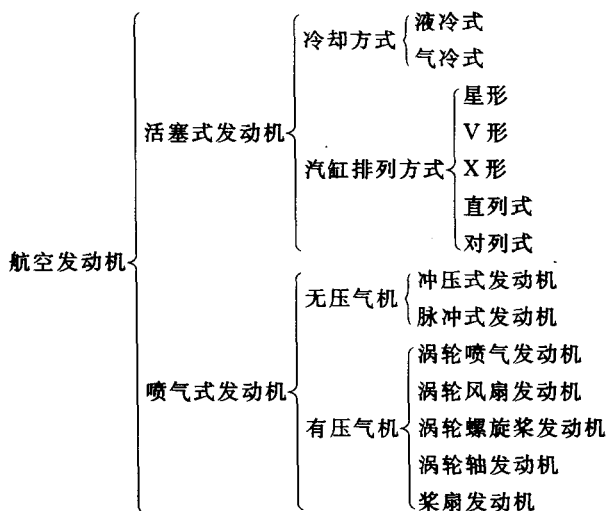 航空发动机
活塞式发动机
冷却方式
液冷式
气冷式
汽缸排列方式
星形
V 形
X 形
直列式
对列式
喷气式发动机
无压气机
冲压式发动机
脉冲式发动机
有压气机
涡轮喷气发动机
涡轮风扇发动机
涡轮螺旋桨发动机
涡轮轴发动机
桨扇发动机